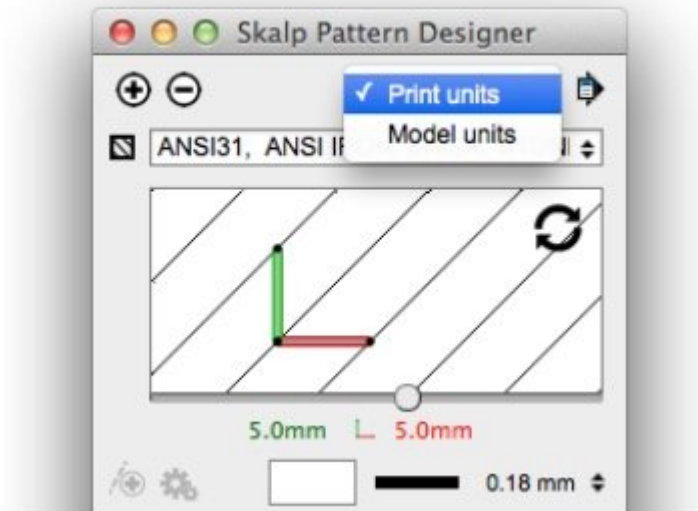 Skalp Pattern Designer
Print units
Model units
ANSI31, ANSI
5.0mm 5.0mm
0.18 mm